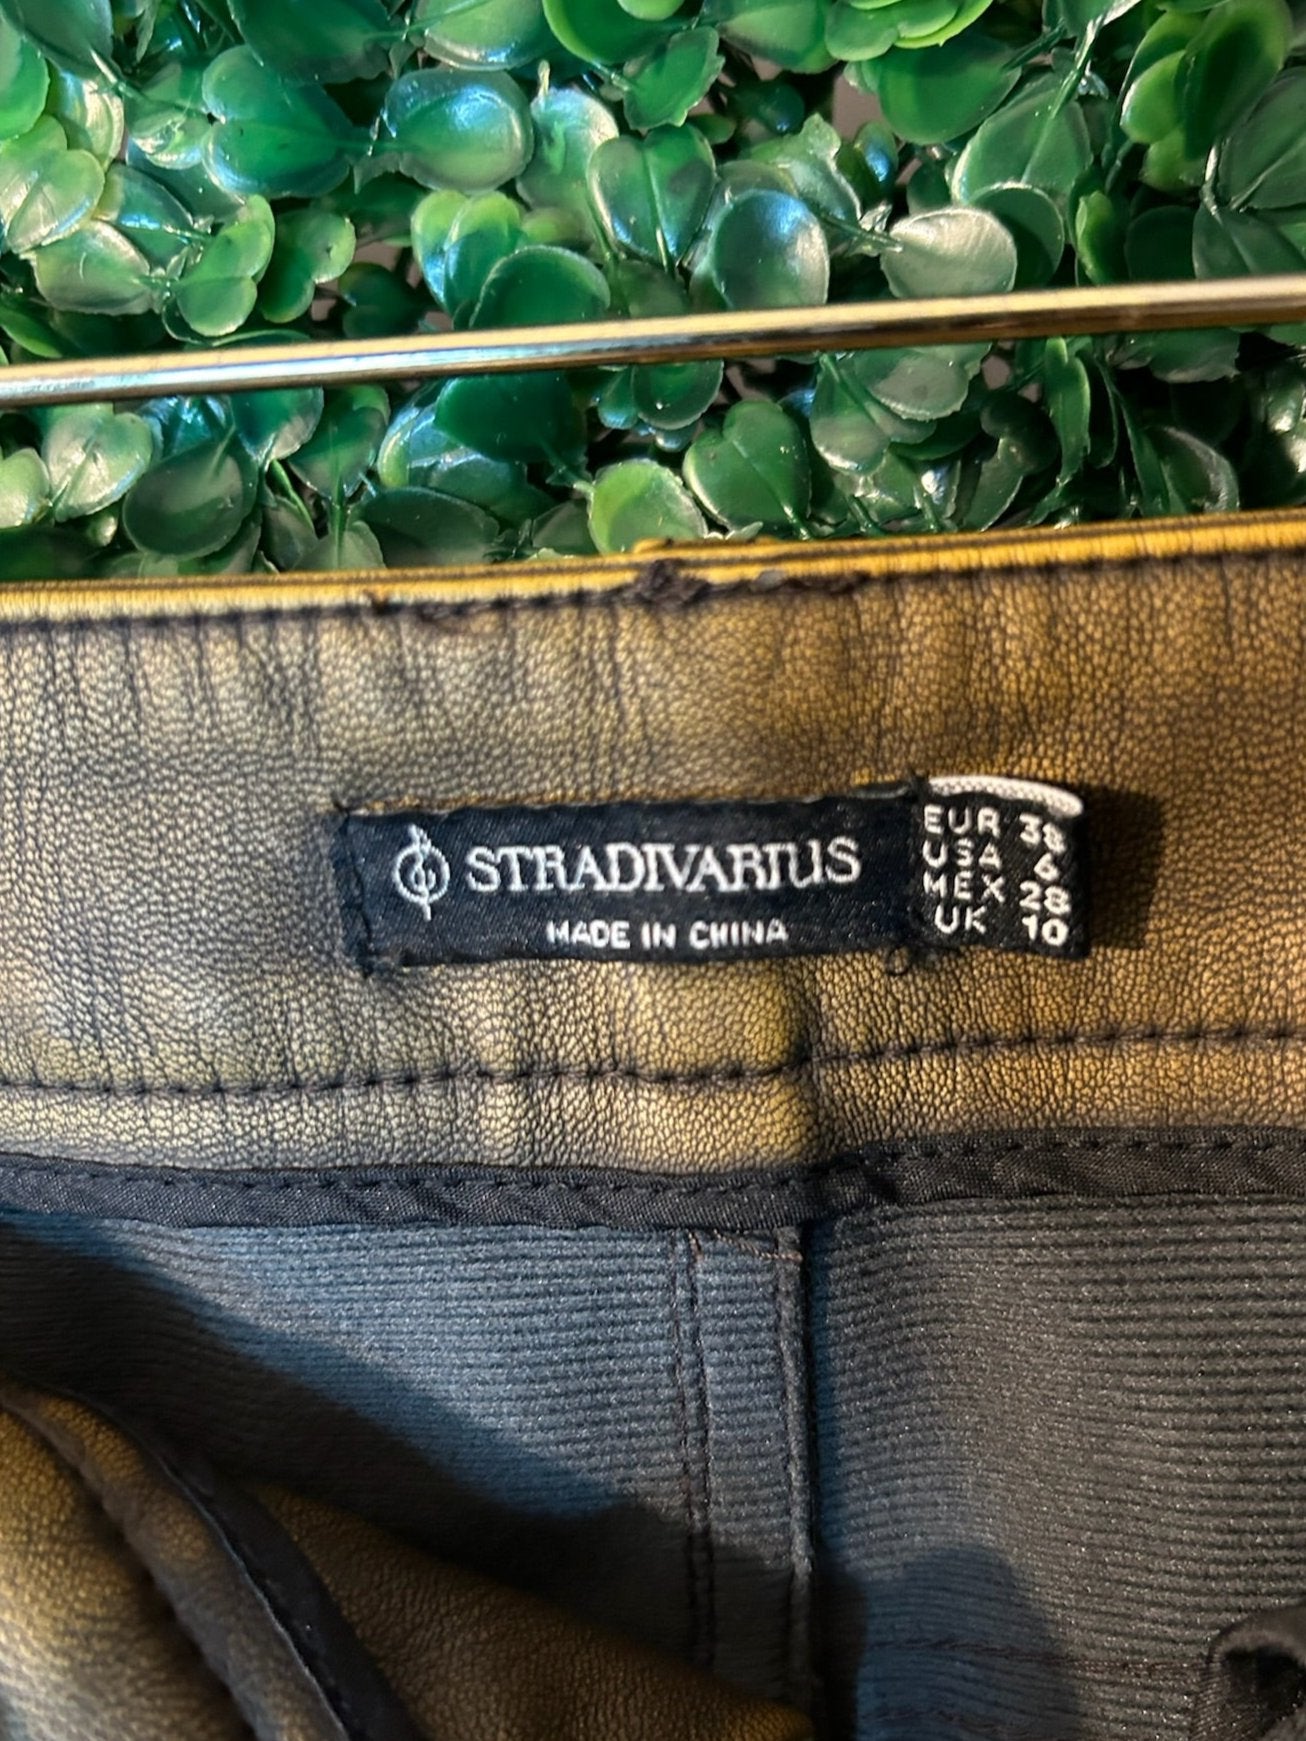 STRADIVARIUS
MADE IN CHINA
EUR 38
USA 6
MEX 28
UK 10